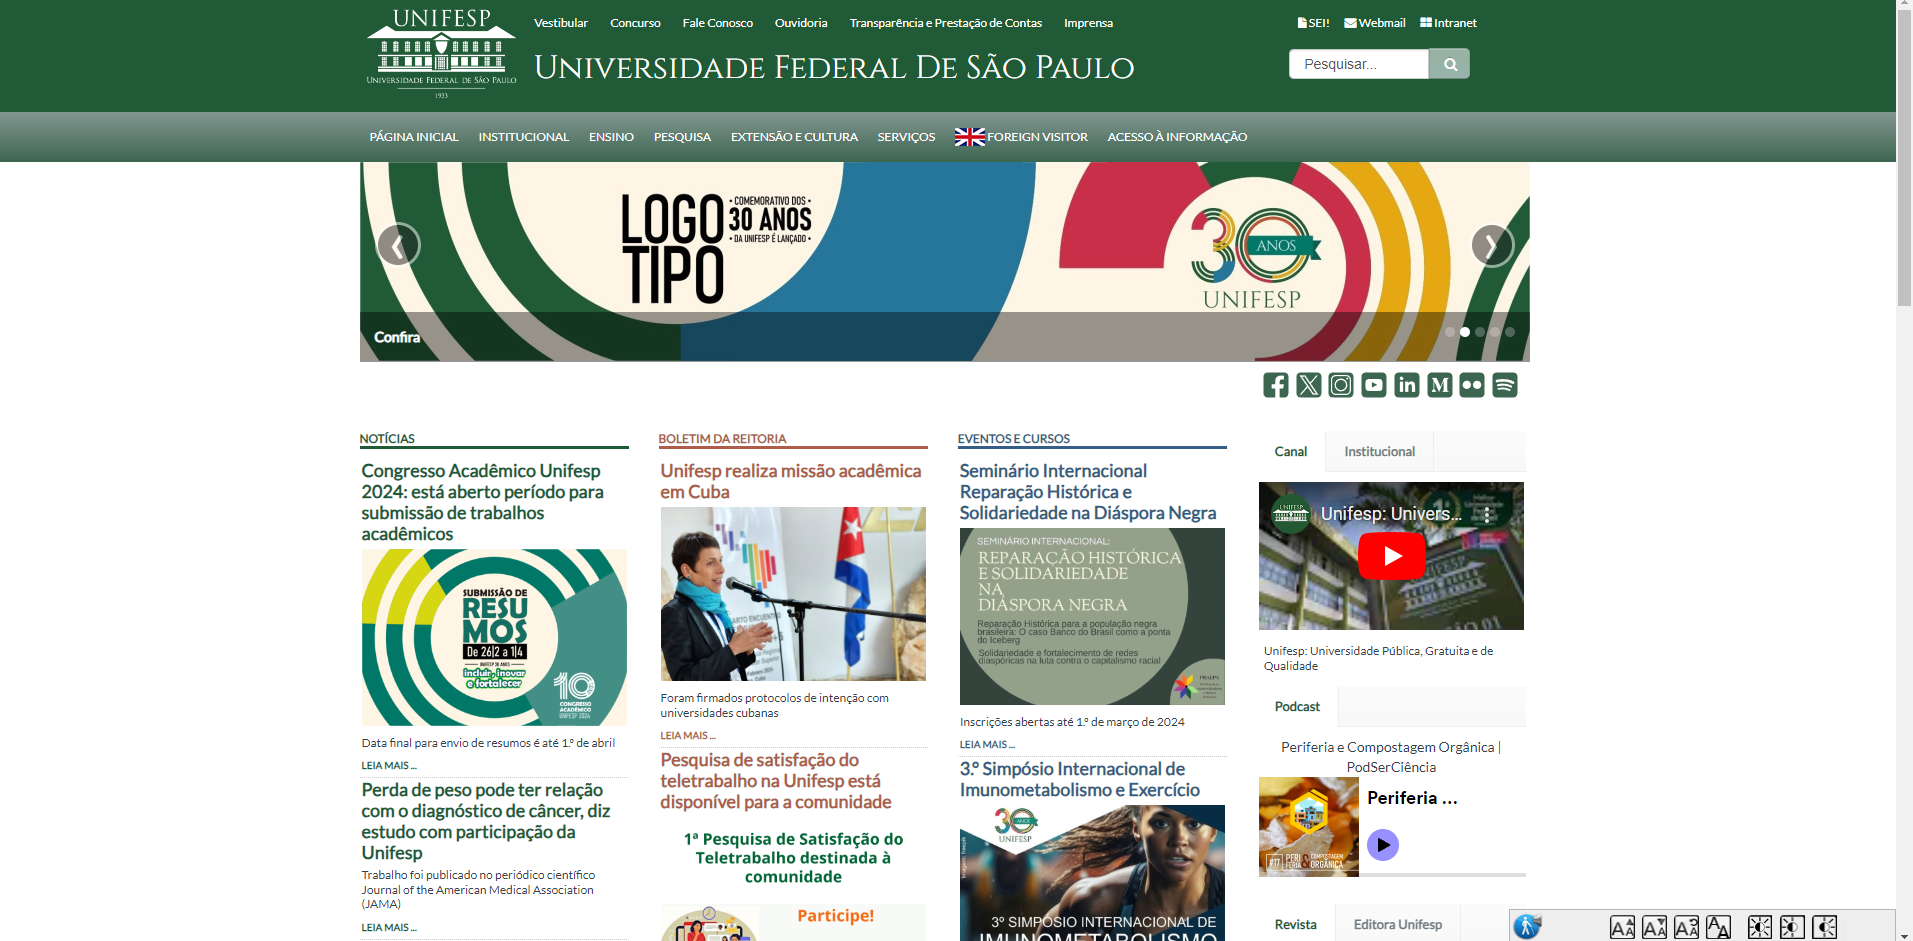 UNIFESP
UNIVERSIDADE FEDERAL DE SÃO PAULO
1933
Vestibular Concurso Fale Conosco Ouvidoria Transparência e Prestação de Contas Imprensa
SEI! Webmail Intranet
UNIVERSIDADE FEDERAL DE SÃO PAULO
Pesquisar...
PÁGINA INICIAL INSTITUCIONAL ENSINO PESQUISA EXTENSÃO E CULTURA SERVIÇOS FOREIGN VISITOR ACESSO À INFORMAÇÃO
LOGO
TIPO
• COMEMORATIVO DOS
30 ANOS
• DA UNIFESP É LANÇADO •
30 ANOS
UNIFESP
Confira
NOTÍCIAS
Congresso Acadêmico Unifesp
2024: está aberto período para
submissão de trabalhos
acadêmicos
SUBMISSÃO DE
RESU
MOS
De 26|2 a 1|4
UNIFESP 30 ANOS
incluir, inovar
e fortalecer
10
CONGRESSO
ACADÊMICO
UNIFESP 2024
Data final para envio de resumos é até 1.º de abril
LEIA MAIS ...
Perda de peso pode ter relação
com o diagnóstico de câncer, diz
estudo com participação da
Unifesp
Trabalho foi publicado no periódico científico
Journal of the American Medical Association
(JAMA)
LEIA MAIS ...
BOLETIM DA REITORIA
Unifesp realiza missão acadêmica
em Cuba
Foram firmados protocolos de intenção com
universidades cubanas
LEIA MAIS ...
Pesquisa de satisfação do
teletrabalho na Unifesp está
disponível para a comunidade
1ª Pesquisa de Satisfação do
Teletrabalho destinada à
comunidade
Participe!
EVENTOS E CURSOS
Seminário Internacional
Reparação Histórica e
Solidariedade na Diáspora Negra
SEMINÁRIO INTERNACIONAL:
REPARAÇÃO HISTÓRICA
E SOLIDARIEDADE
NA
DIÁSPORA NEGRA
Reparação Histórica para a população negra
brasileira: O caso Banco do Brasil como a ponta
do Iceberg
Solidariedade e fortalecimento de redes
diaspóricas na luta contra o capitalismo racial
PRAEPA
Inscrições abertas até 1.º de março de 2024
LEIA MAIS ...
3.º Simpósio Internacional de
Imunometabolismo e Exercício
30 ANOS
UNIFESP
3º SIMPÓSIO INTERNACIONAL DE
IMUNOMETABOLISMO
Canal Institucional
UNIFESP
Unifesp: Univers...
Unifesp: Universidade Pública, Gratuita e de
Qualidade
Podcast
Periferia e Compostagem Orgânica |
PodSerCiência
Periferia ...
#17 PERIFERIA & COMPOSTAGEM ORGÂNICA
Revista Editora Unifesp